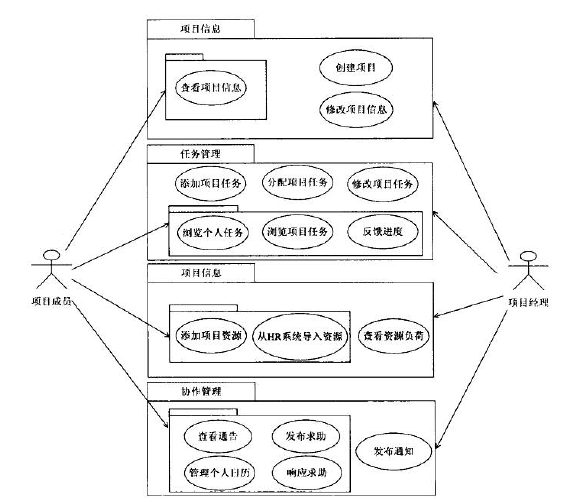 项目信息
创建项目
查看项目信息
修改项目信息
任务管理
添加项目任务 分配项目任务 修改项目任务
浏览个人任务 浏览项目任务 反馈进度
项目成员
项目经理
项目信息
添加项目资源 从HR系统导入资源 查看资源负荷
协作管理
查看通告 发布求助
发布通知
管理个人日历 响应求助